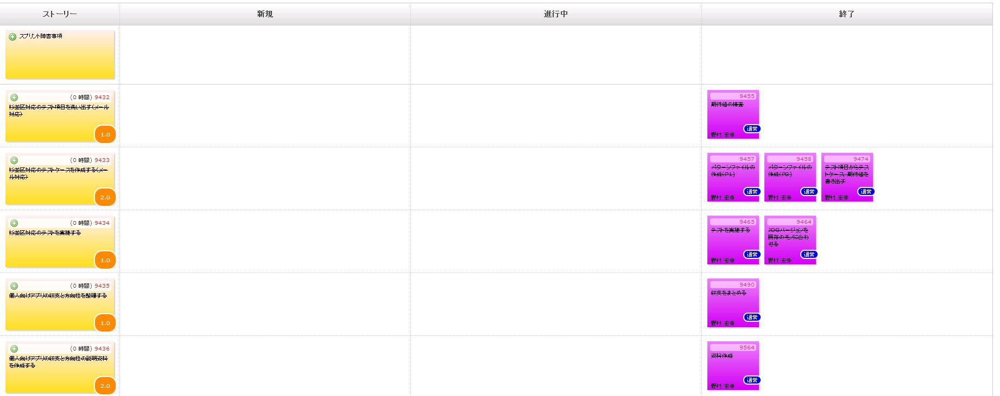 ストーリー 新規 進行中 終了
スプリント障害事項
(0 時間) 9432
杉並区対応のテスト項目を洗い出す(メール
対応)
1.0
9455
期待値の精査
通常
野村 宏幸
(0 時間) 9433
杉並区対応のテストケースを作成する(メー
ル対応)
2.0
9457
パターンファイルの
作成(P1)
通常
野村 宏幸
9458
パターンファイルの
作成(P2)
通常
野村 宏幸
9474
テスト項目からテス
トケース、期待値を
書き出す
通常
野村 宏幸
(0 時間) 9434
杉並区対応のテストを実施する
1.0
9465
テストを実施する
通常
野村 宏幸
9464
JDGバージョンを
既存のモノに合わ
せる
通常
野村 宏幸
(0 時間) 9435
個人向けアプリの収支と方向性を整理する
1.0
9490
収支をまとめる
通常
野村 宏幸
(0 時間) 9436
個人向けアプリの収支と方向性の説明資料
を作成する
2.0
9564
資料作成
通常
野村 宏幸